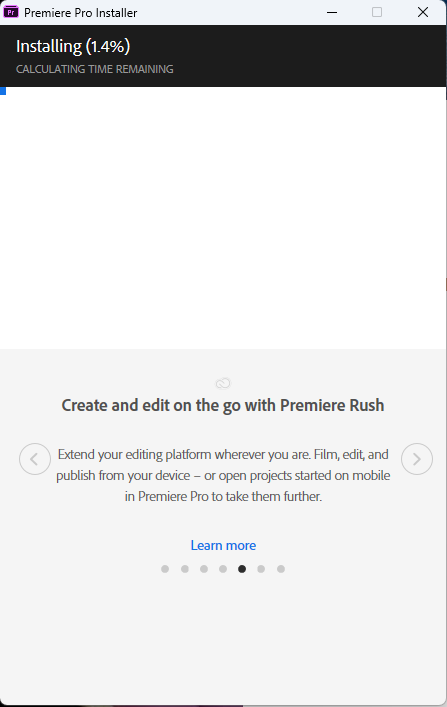 Pr Premiere Pro Installer
Installing (1.4%)
CALCULATING TIME REMAINING
Create and edit on the go with Premiere Rush
Extend your editing platform wherever you are. Film, edit, and
publish from your device – or open projects started on mobile
in Premiere Pro to take them further.
Learn more